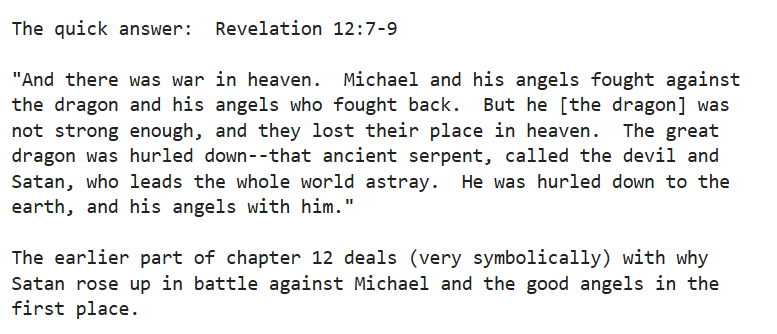 The quick answer:  Revelation 12:7-9

"And there was war in heaven.  Michael and his angels fought against
the dragon and his angels who fought back.  But he [the dragon] was
not strong enough, and they lost their place in heaven.  The great
dragon was hurled down--that ancient serpent, called the devil and
Satan, who leads the whole world astray.  He was hurled down to the
earth, and his angels with him."

The earlier part of chapter 12 deals (very symbolically) with why
Satan rose up in battle against Michael and the good angels in the
first place.